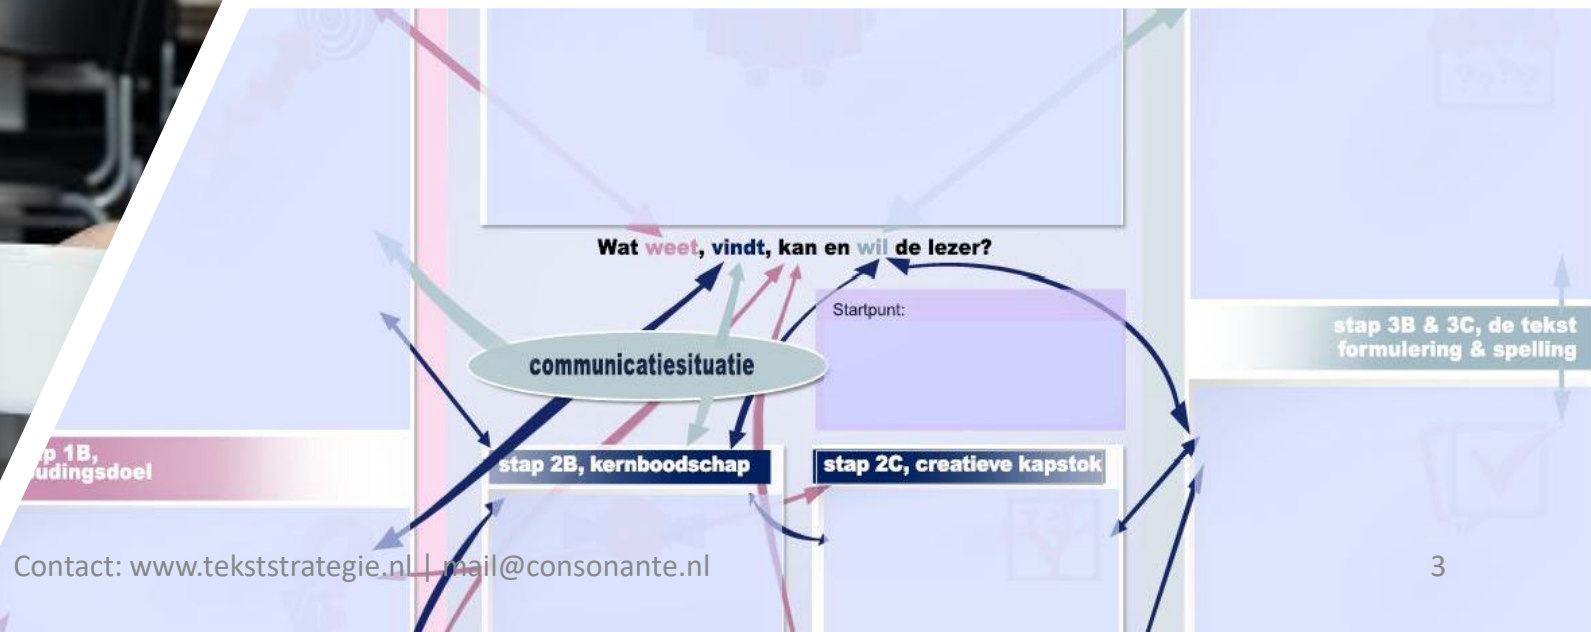 Wat weet, vindt, kan en wil de lezer?
Startpunt:
stap 3B & 3C, de tekst
formulering & spelling
communicatiesituatie
1B,
stap 2B, kernboodschap
stap 2C, creatieve kapstok
Contact: www.tekststrategie.nl | mail@consonante.nl
3